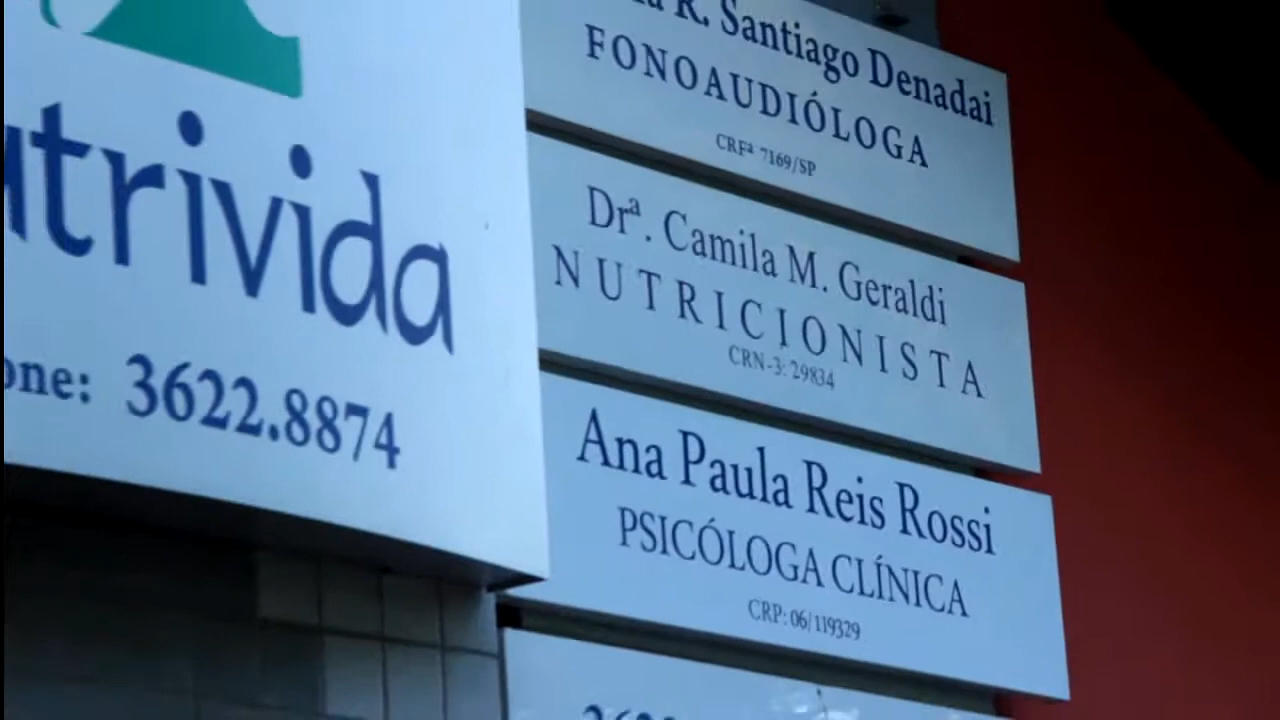 trivida
one: 3622.8874
R. Santiago Denadai
FONOAUDIÓLOGA
CRFª 7169/SP
Drª. Camila M. Geraldi
NUTRICIONISTA
CRN-3: 29834
Ana Paula Reis Rossi
PSICÓLOGA CLÍNICA
CRP: 06/119329